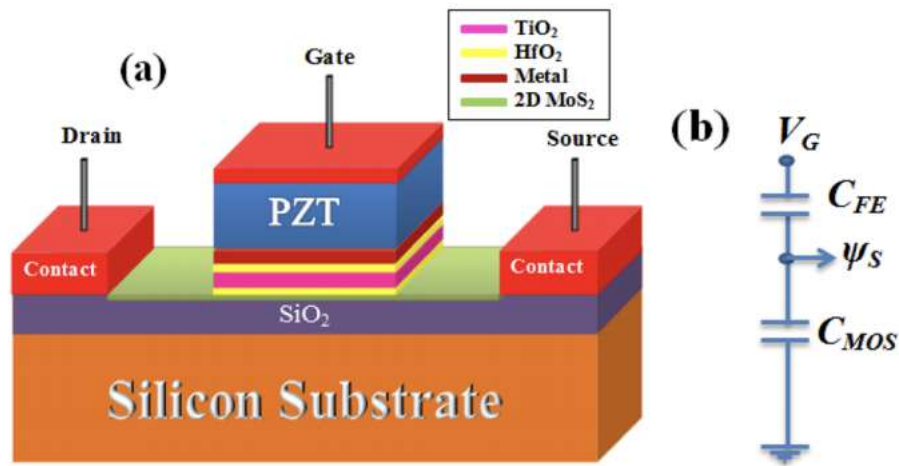 (a)
Gate
TiO₂
HfO₂
Metal
2D MoS₂
Drain
Source
(b)
V_G
C_FE
ψ_S
C_MOS
PZT
Contact
Contact
SiO₂
Silicon Substrate